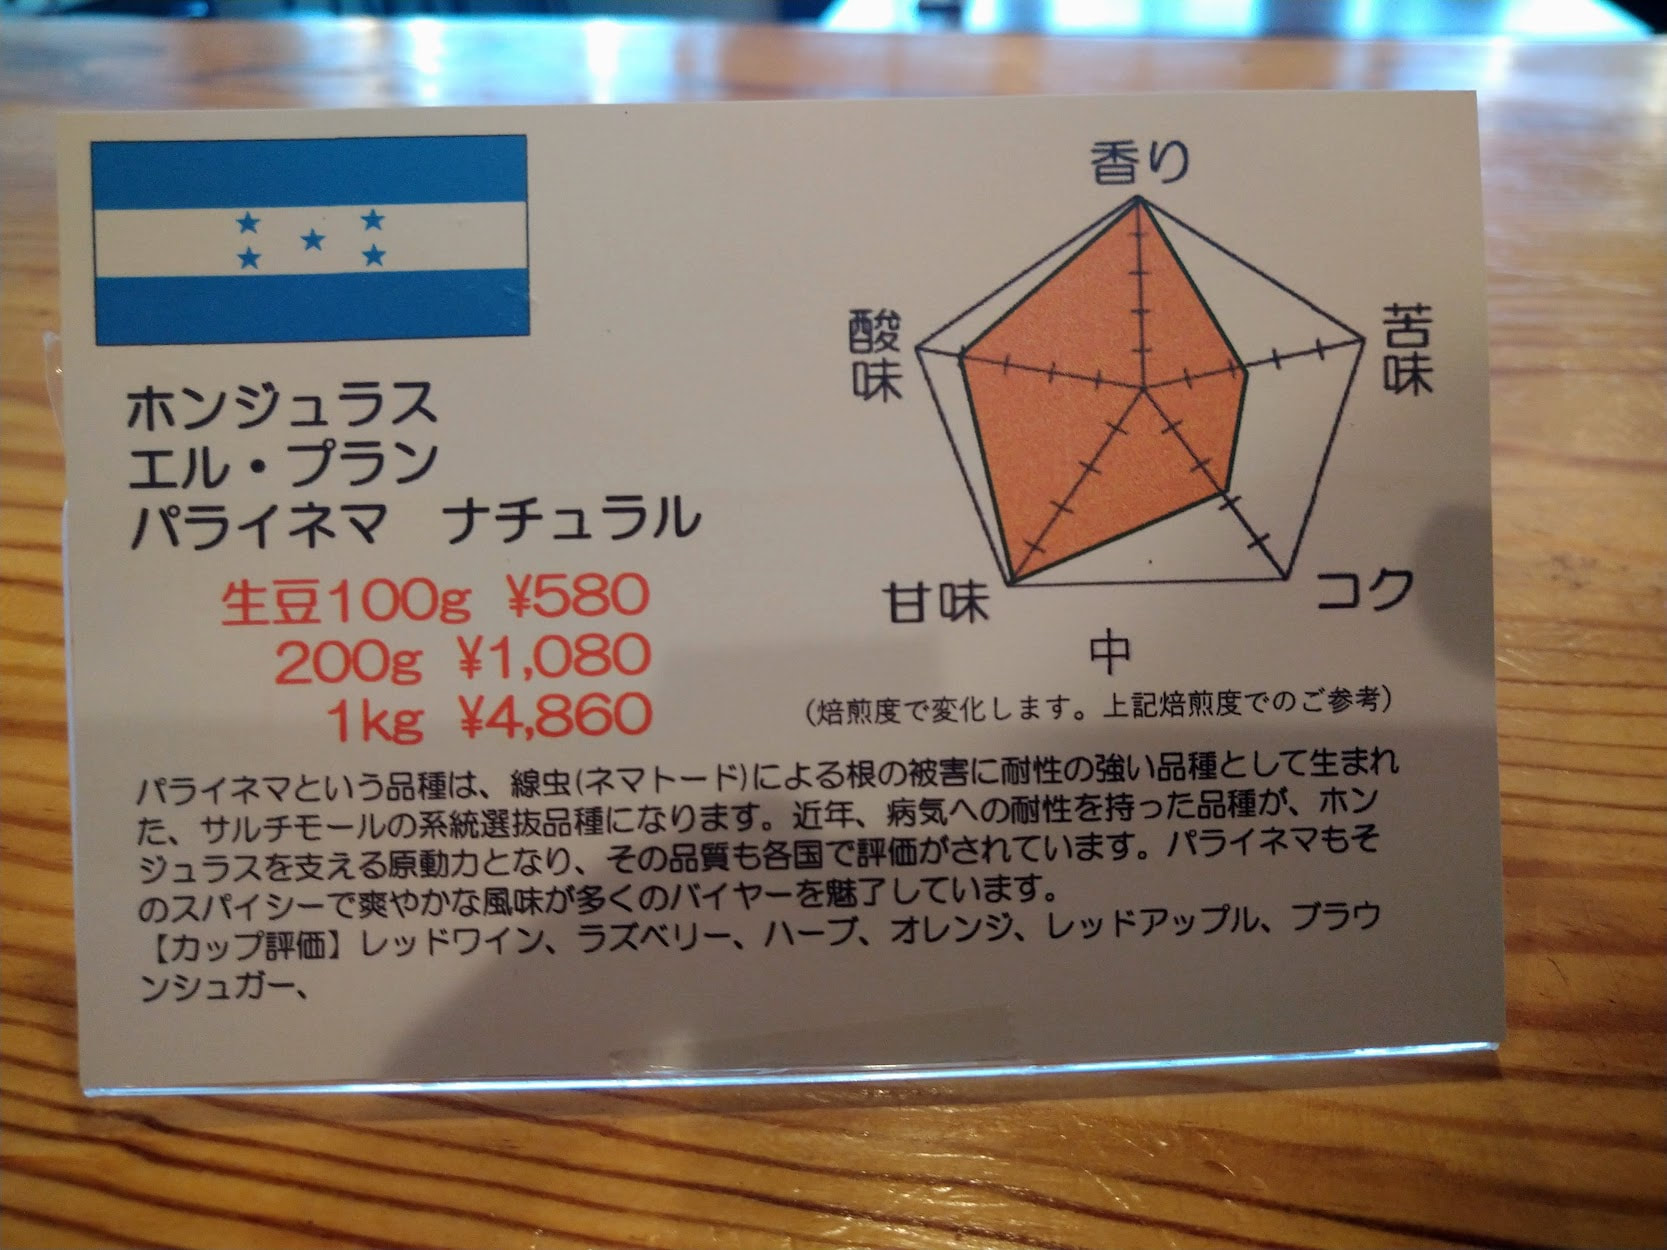 ホンジュラス
エル・プラン
パライネマ　ナチュラル
生豆100g ¥580
200g ¥1,080
1kg ¥4,860
香り
酸味
苦味
甘味
コク
中
（焙煎度で変化します。上記焙煎度でのご参考）
パライネマという品種は、線虫(ネマトード)による根の被害に耐性の強い品種として生まれ
た、サルチモールの系統選抜品種になります。近年、病気への耐性を持った品種が、ホン
ジュラスを支える原動力となり、その品質も各国で評価がされています。パライネマもそ
のスパイシーで爽やかな風味が多くのバイヤーを魅了しています。
【カップ評価】レッドワイン、ラズベリー、ハーブ、オレンジ、レッドアップル、ブラウ
ンシュガー、